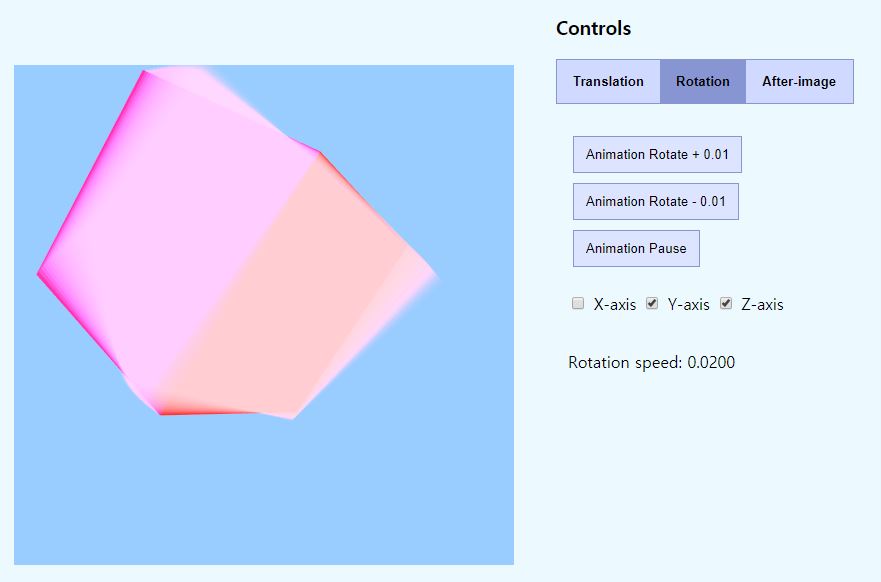 Controls
Translation Rotation After-image
Animation Rotate + 0.01
Animation Rotate - 0.01
Animation Pause
X-axis Y-axis Z-axis
Rotation speed: 0.0200